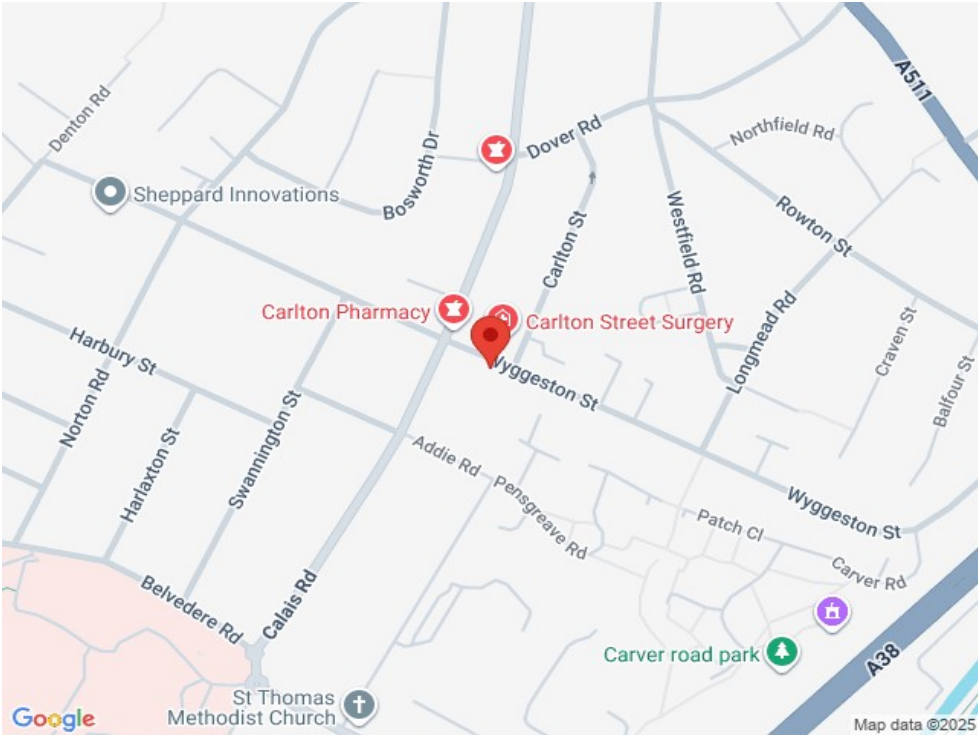 A511
Denton Rd
Northfield Rd
Dover Rd
Bosworth Dr
Sheppard Innovations
Rowton St
Westfield Rd
Carlton St
Carlton Pharmacy
Carlton Street Surgery
Longmead Rd
Craven St
Harbury St
Wyggeston St
Balfour St
Norton Rd
Swannington St
Harlaxton St
Addie Rd
Pensgreave Rd
Wyggeston St
Patch Cl
Carver Rd
Belvedere Rd
Calais Rd
Carver road park
A38
St Thomas
Methodist Church
Google
Map data ©2025